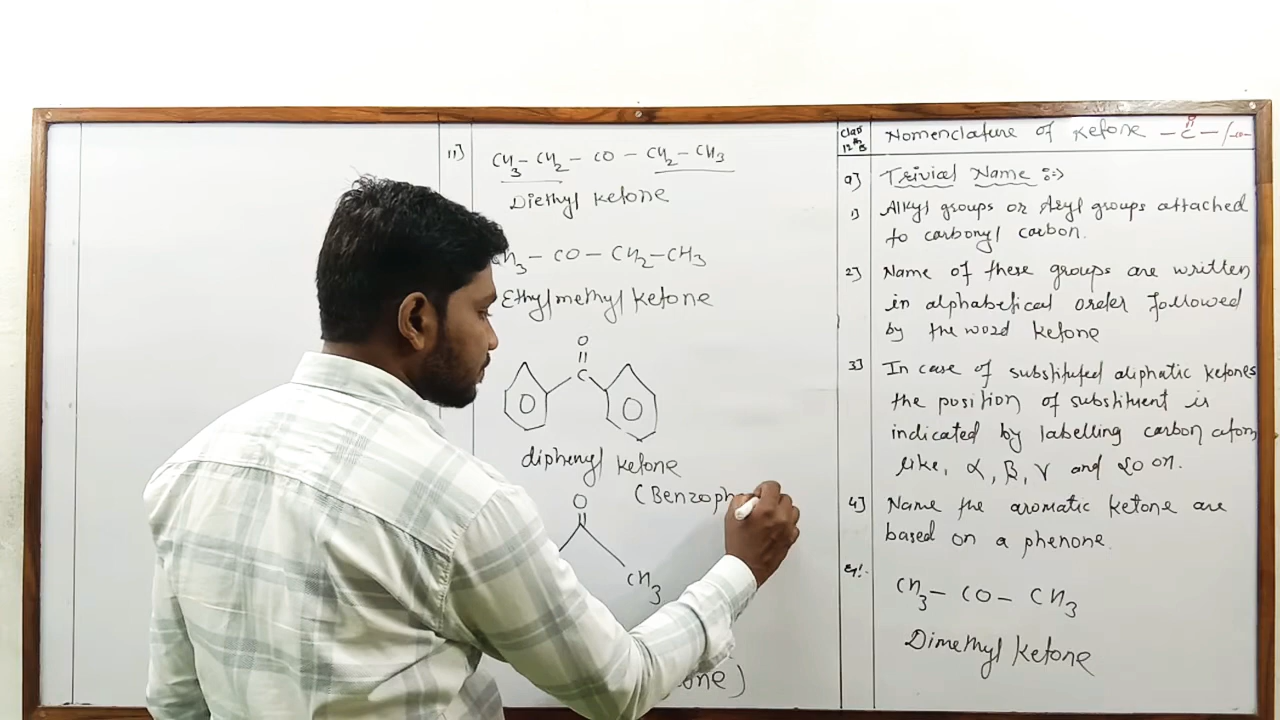 Class 12th B
Nomenclature of Ketone - C - / -CO-
O
a] Trivial Name :=>
1) Alkyl groups or Aryl groups attached
to carbonyl carbon.
2) Name of these groups are written
in alphabetical order followed
by the word Ketone
3] In case of substituted aliphatic ketones
the position of substituent is
indicated by labelling carbon atom
like, α, β, γ and so on.
4] Name the aromatic ketone are
based on a phenone.
Eg!.
CH3 - CO - CH3
Dimethyl Ketone
11] CH3 - CH2 - CO - CH2 - CH3
Diethyl Ketone
CH3 - CO - CH2 - CH3
Ethylmethyl Ketone
O
C
diphenyl ketone
(Benzoph
O
CH3
one)